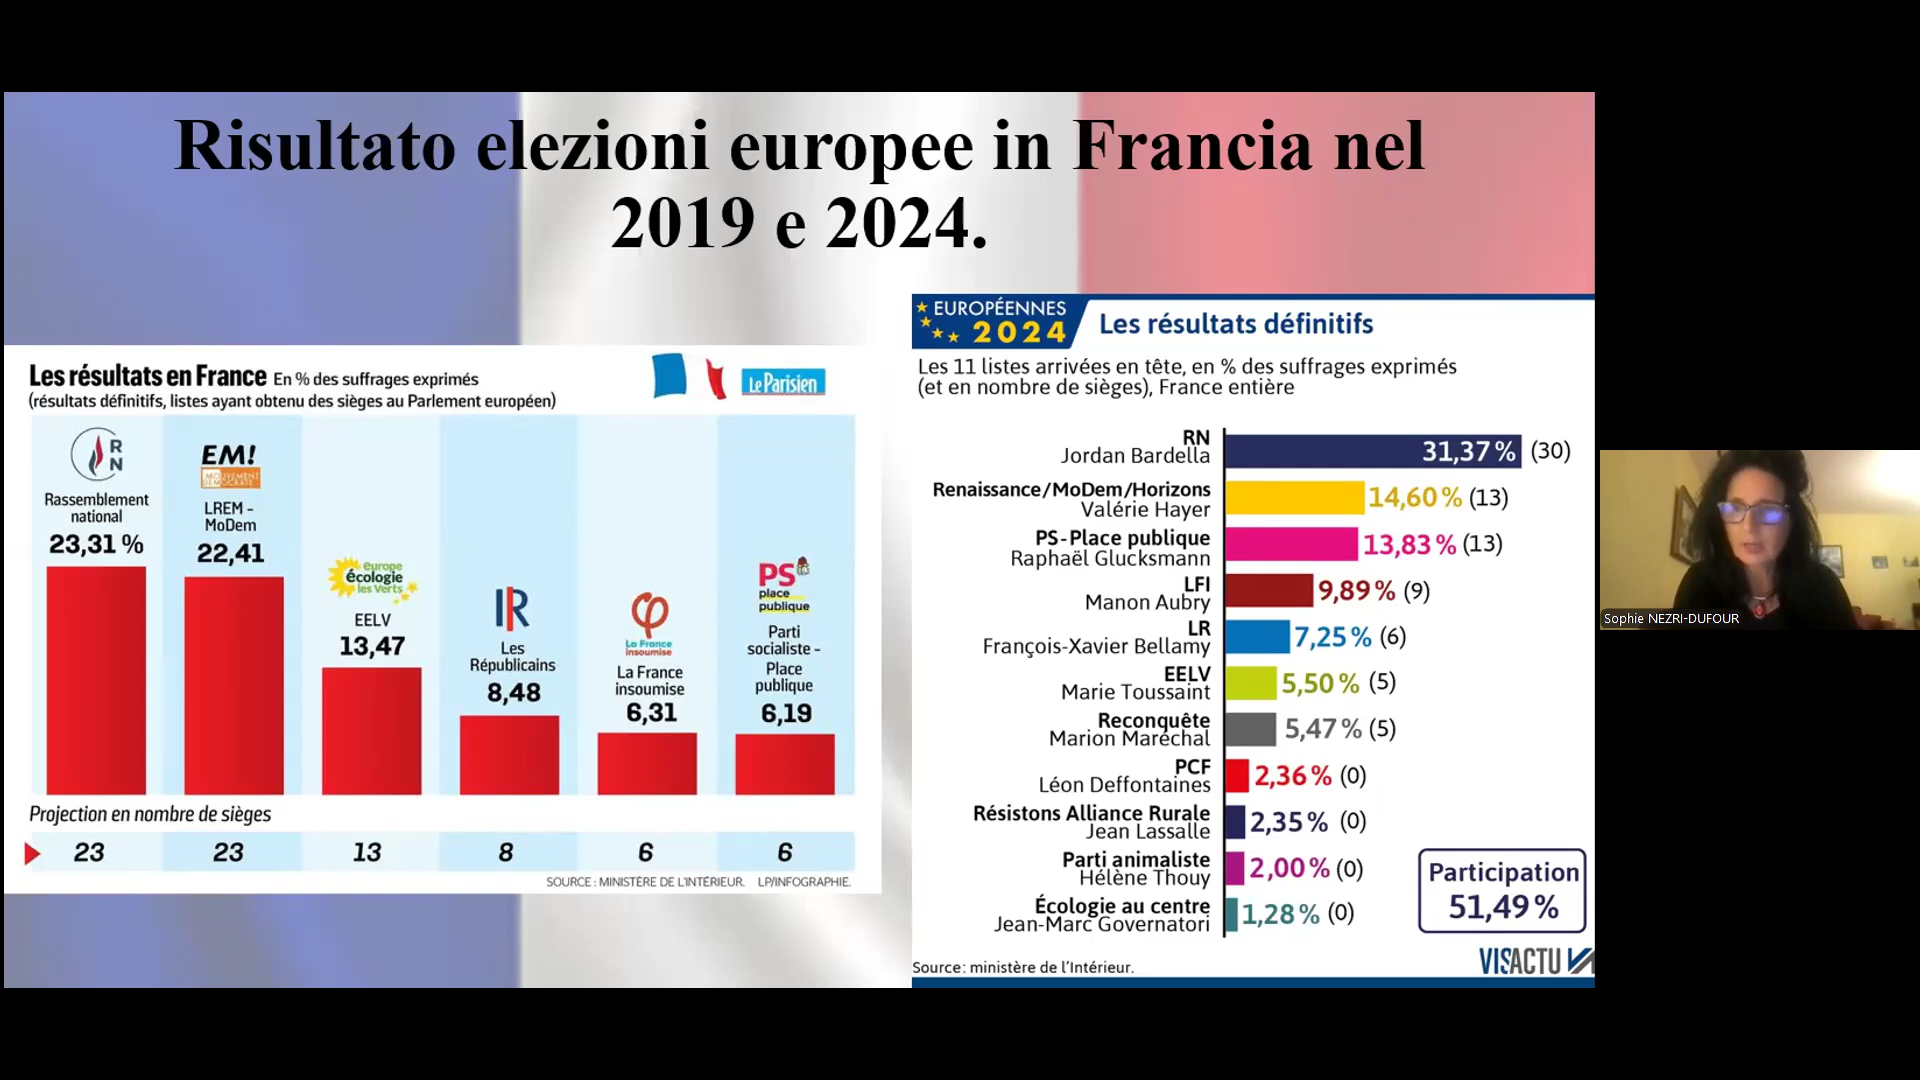 Risultato elezioni europee in Francia nel
2019 e 2024.
Les résultats en France En % des suffrages exprimés
(résultats définitifs, listes ayant obtenu des sièges au Parlement européen)
Le Parisien
R
N
Rassemblement
national
23,31 %
EM!
MOUVEMENT
DÉMOCRATE
LREM -
MoDem
22,41
europe
écologie
les Verts
EELV
13,47
lR
Les
Républicains
8,48
La France
insoumise
La France
insoumise
6,31
PS
place
publique
Parti
socialiste -
Place
publique
6,19
Projection en nombre de sièges
23 23 13 8 6 6
SOURCE : MINISTÈRE DE L'INTÉRIEUR. LP/INFOGRAPHIE.
EUROPÉENNES
2024
Les résultats définitifs
Les 11 listes arrivées en tête, en % des suffrages exprimés
(et en nombre de sièges), France entière
RN
Jordan Bardella
31,37 % (30)
Renaissance/MoDem/Horizons
Valérie Hayer
14,60 % (13)
PS-Place publique
Raphaël Glucksmann
13,83 % (13)
LFI
Manon Aubry
9,89 % (9)
LR
François-Xavier Bellamy
7,25 % (6)
EELV
Marie Toussaint
5,50 % (5)
Reconquête
Marion Maréchal
5,47 % (5)
PCF
Léon Deffontaines
2,36 % (0)
Résistons Alliance Rurale
Jean Lassalle
2,35 % (0)
Parti animaliste
Hélène Thouy
2,00 % (0)
Écologie au centre
Jean-Marc Governatori
1,28 % (0)
Participation
51,49 %
Source : ministère de l'Intérieur.
VISACTU
Sophie NEZRI-DUFOUR